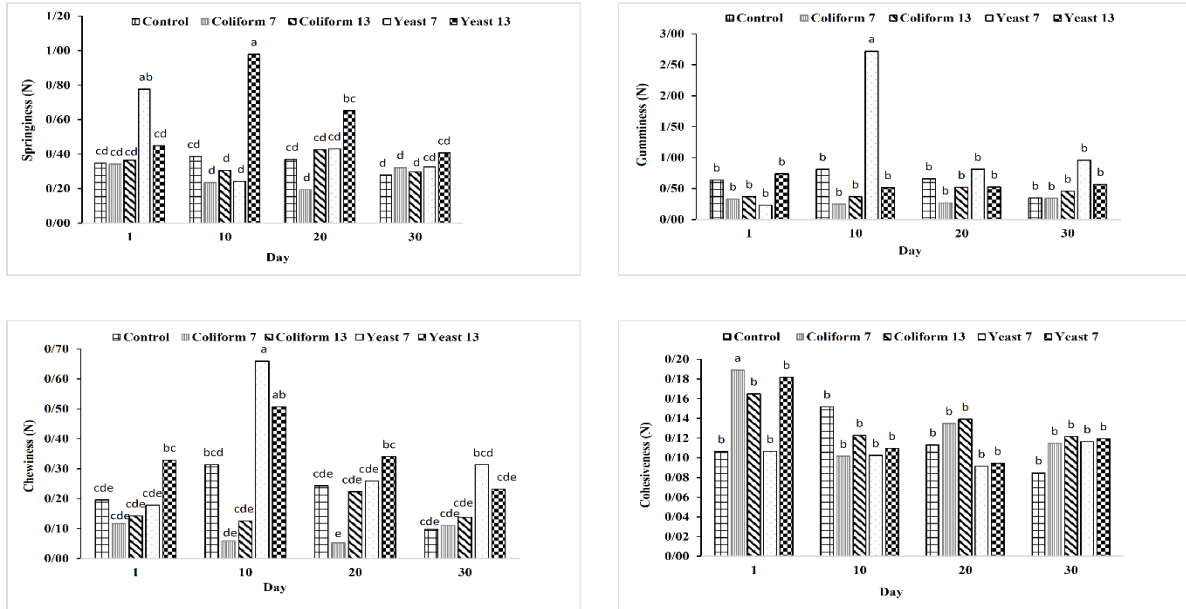 Control Coliform 7 Coliform 13 Yeast 7 Yeast 13
Springiness (N)
1/20
1/00
0/80
0/60
0/40
0/20
0/00
cd cd cd ab cd
cd d d d a
cd d cd cd bc
d d d cd cd
1 10 20 30
Day
Control Coliform 7 Coliform 13 Yeast 7 Yeast 13
Gumminess (N)
3/00
2/50
2/00
1/00
0/50
3/00
b b b b b
b b b a b
b b b b b
b b b b b
1 10 20 30
Day
Control Coliform 7 Coliform 13 Yeast 7 Yeast 13
Chewiness (N)
0/70
0/60
0/50
0/40
0/30
0/20
0/10
0/00
cde cde cde cde bc
bcd de de a ab
cde e cde cde bc
cde cde cde bcd cde
1 10 20 30
Day
Control Coliform 7 Coliform 13 Yeast 7 Yeast 7
Cohesiveness (N)
0/20
0/18
0/16
0/14
0/12
0/10
0/08
0/06
0/04
0/02
0/00
b a b b b
b b b b b
b b b b b
b b b b b
1 10 20 30
Day